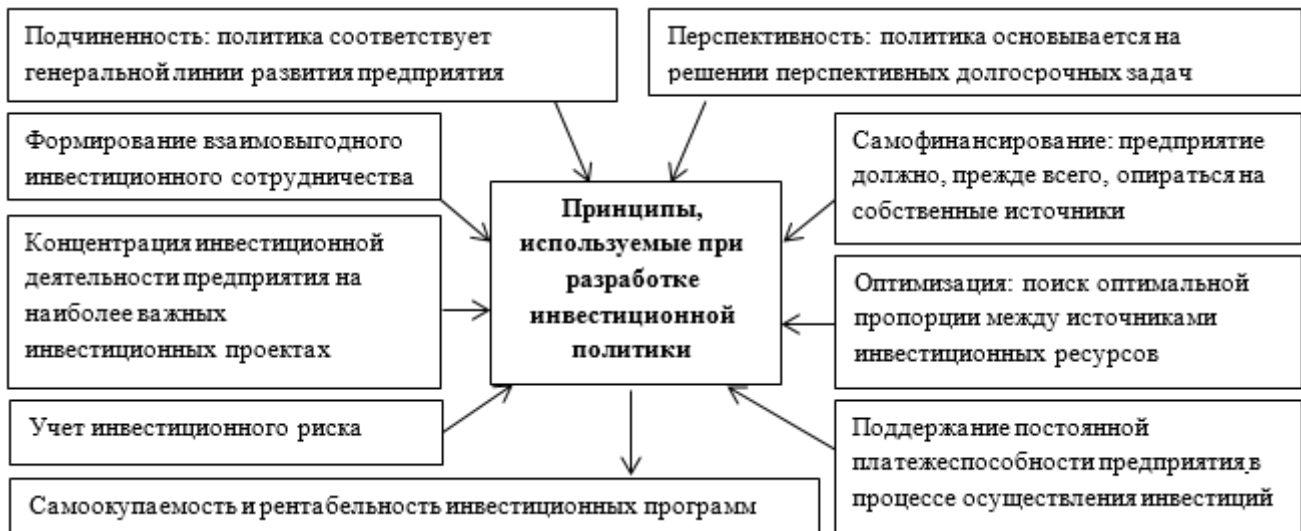 Подчиненность: политика соответствует
генеральной линии развития предприятия
Перспективность: политика основывается на
решении перспективных долгосрочных задач
Формирование взаимовыгодного
инвестиционного сотрудничества
Концентрация инвестиционной
деятельности предприятия на
наиболее важных
инвестиционных проектах
Учет инвестиционного риска
Принципы,
используемые при
разработке
инвестиционной
политики
Самофинансирование: предприятие
должно, прежде всего, опираться на
собственные источники
Оптимизация: поиск оптимальной
пропорции между источниками
инвестиционных ресурсов
Поддержание постоянной
платежеспособности предприятия в
процессе осуществления инвестиций
Самоокупаемость и рентабельность инвестиционных программ